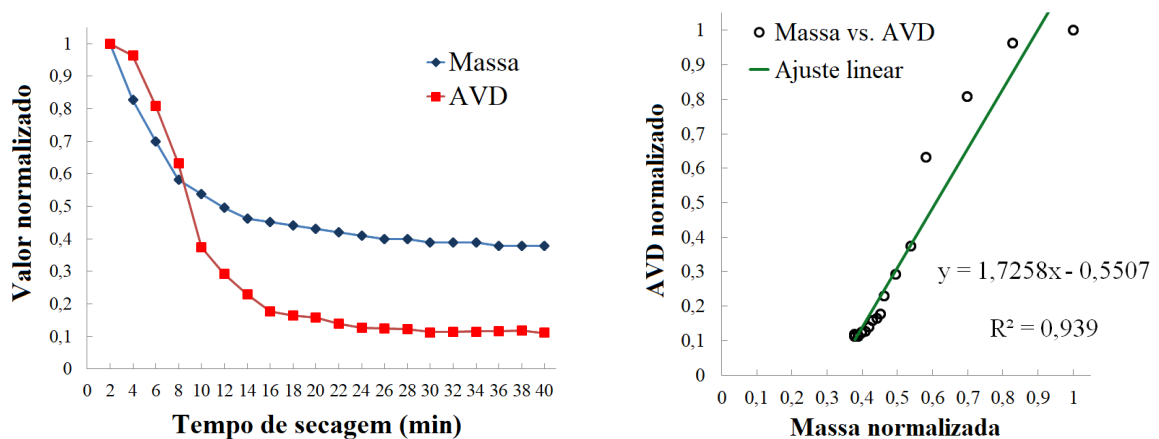 Valor normalizado
1
0,9
0,8
0,7
0,6
0,5
0,4
0,3
0,2
0,1
0
Massa
AVD
0 2 4 6 8 10 12 14 16 18 20 22 24 26 28 30 32 34 36 38 40
Tempo de secagem (min)
AVD normalizado
1
0,9
0,8
0,7
0,6
0,5
0,4
0,3
0,2
0,1
0
Massa vs. AVD
Ajuste linear
y = 1,7258x - 0,5507
R² = 0,939
0 0,1 0,2 0,3 0,4 0,5 0,6 0,7 0,8 0,9 1
Massa normalizada